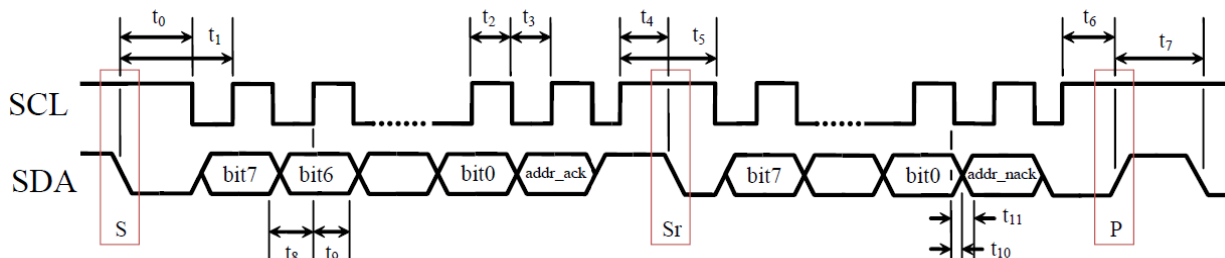 t0 t2 t3 t4 t6
t1 t5 t7
SCL
SDA bit7 bit6 bit0 addr_ack bit7 bit0 addr_nack
S Sr t11 P
t8 t9 t10